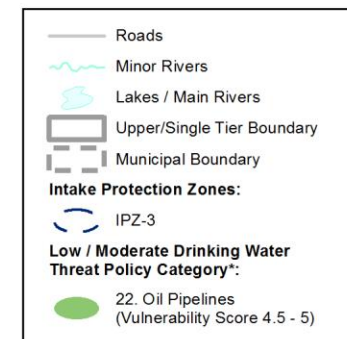 Roads
Minor Rivers
Lakes / Main Rivers
Upper/Single Tier Boundary
Municipal Boundary
Intake Protection Zones:
IPZ-3
Low / Moderate Drinking Water
Threat Policy Category*:
22. Oil Pipelines
(Vulnerability Score 4.5 - 5)